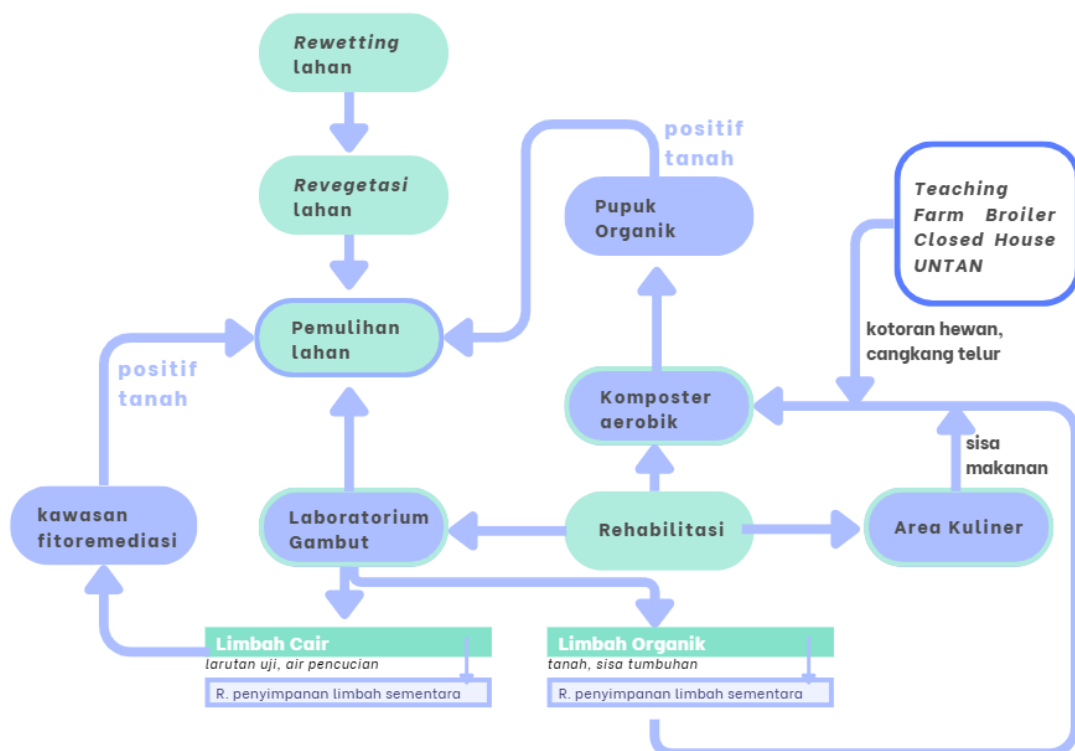 Rewetting
lahan
Revegetasi
lahan
positif
tanah
Pupuk
Organik
Teaching
Farm Broiler
Closed House
UNTAN
Pemulihan
lahan
kotoran hewan,
cangkang telur
positif
tanah
Komposter
aerobik
sisa
makanan
kawasan
fitoremediasi
Laboratorium
Gambut
Rehabilitasi
Area Kuliner
Limbah Cair
larutan uji, air pencucian
R. penyimpanan limbah sementara
Limbah Organik
tanah, sisa tumbuhan
R. penyimpanan limbah sementara